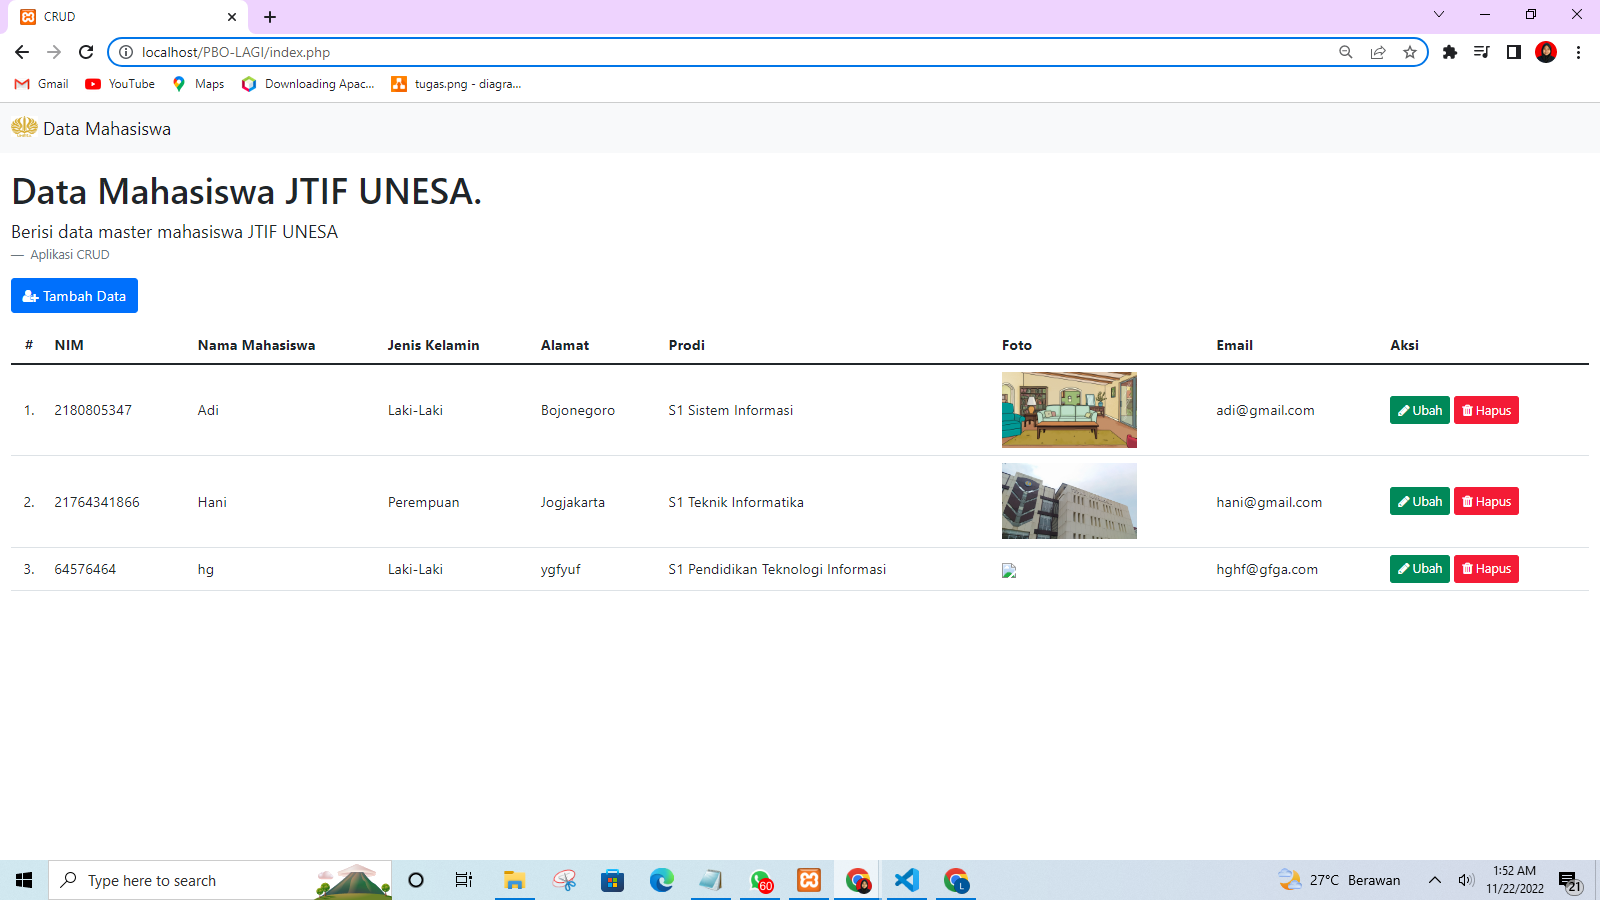 CRUD
localhost/PBO-LAGI/index.php
Gmail YouTube Maps Downloading Apac... tugas.png - diagra...
Data Mahasiswa
Data Mahasiswa JTIF UNESA.
Berisi data master mahasiswa JTIF UNESA
— Aplikasi CRUD
Tambah Data
# NIM Nama Mahasiswa Jenis Kelamin Alamat Prodi Foto Email Aksi
1. 2180805347 Adi Laki-Laki Bojonegoro S1 Sistem Informasi adi@gmail.com Ubah Hapus
2. 21764341866 Hani Perempuan Jogjakarta S1 Teknik Informatika hani@gmail.com Ubah Hapus
3. 64576464 hg Laki-Laki ygfyuf S1 Pendidikan Teknologi Informasi hghf@gfga.com Ubah Hapus
Type here to search 60 L 27°C Berawan 1:52 AM
11/22/2022 21